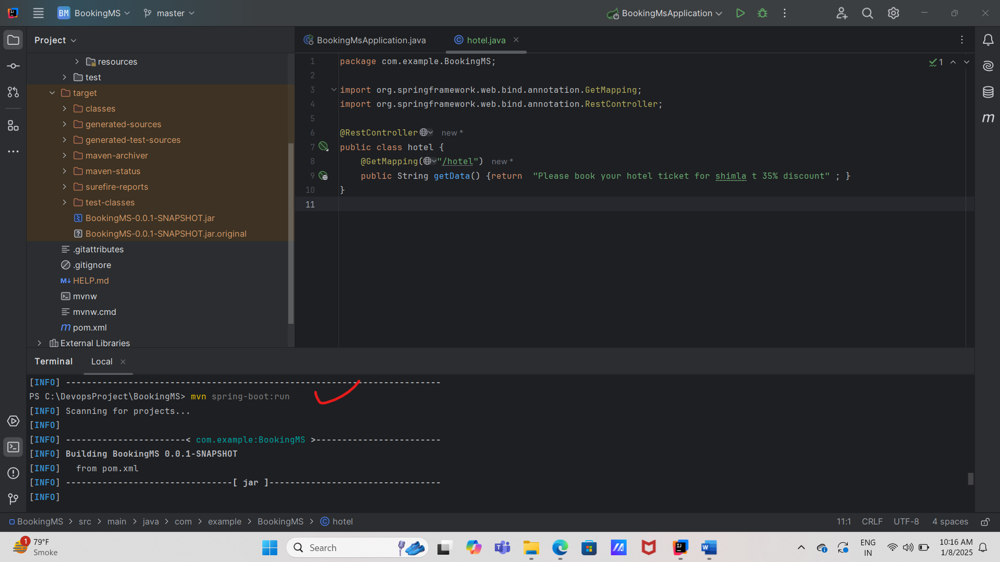 BM BookingMS master BookingMsApplication
Project
BookingMsApplication.java hotel.java
resources
test
target
classes
generated-sources
generated-test-sources
maven-archiver
maven-status
surefire-reports
test-classes
BookingMS-0.0.1-SNAPSHOT.jar
BookingMS-0.0.1-SNAPSHOT.jar.original
.gitattributes
.gitignore
M↓ HELP.md
mvnw
mvnw.cmd
m pom.xml
External Libraries
1 package com.example.BookingMS;
2
3 import org.springframework.web.bind.annotation.GetMapping;
4 import org.springframework.web.bind.annotation.RestController;
5
6 @RestController new *
7 public class hotel {
8 @GetMapping("/hotel") new *
9 public String getData() {return "Please book your hotel ticket for shimla t 35% discount" ; }
10 }
11
1
m
Terminal Local
[INFO] ------------------------------------------------------------------------
PS C:\DevopsProject\BookingMS> mvn spring-boot:run
[INFO] Scanning for projects...
[INFO]
[INFO] -----------------------< com.example:BookingMS >------------------------
[INFO] Building BookingMS 0.0.1-SNAPSHOT
[INFO]   from pom.xml
[INFO] --------------------------------[ jar ]---------------------------------
[INFO]
BookingMS > src > main > java > com > example > BookingMS > hotel
11:1 CRLF UTF-8 4 spaces
1 79°F
Smoke
Search
ENG
IN
10:16 AM
1/8/2025